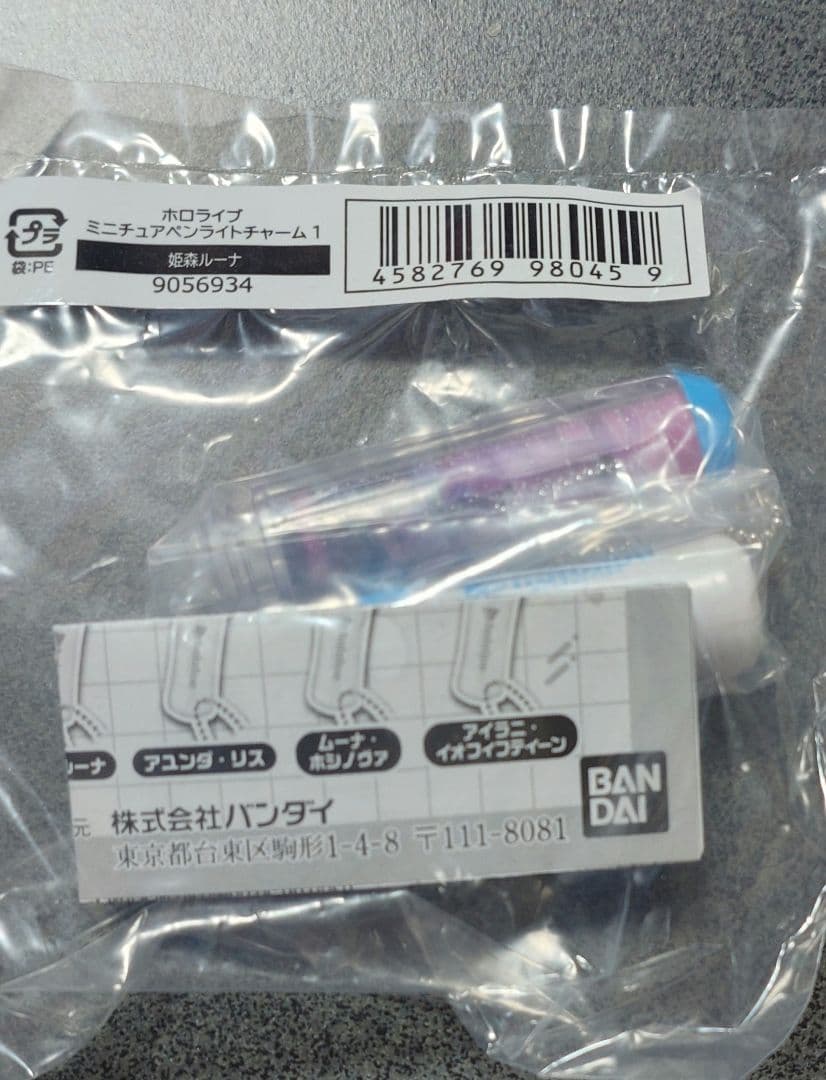 ホロライブ
ミニチュアペンライトチャーム1
姫森ルーナ
9056934
プラ
袋:PE
4582769 98045 9
ーナ
アユンダ・リス
ムーナ・
ホシノヴァ
アイラニ・
イオフィフティーン
元 株式会社バンダイ
東京都台東区駒形1-4-8 〒111-8081
BAN
DAI